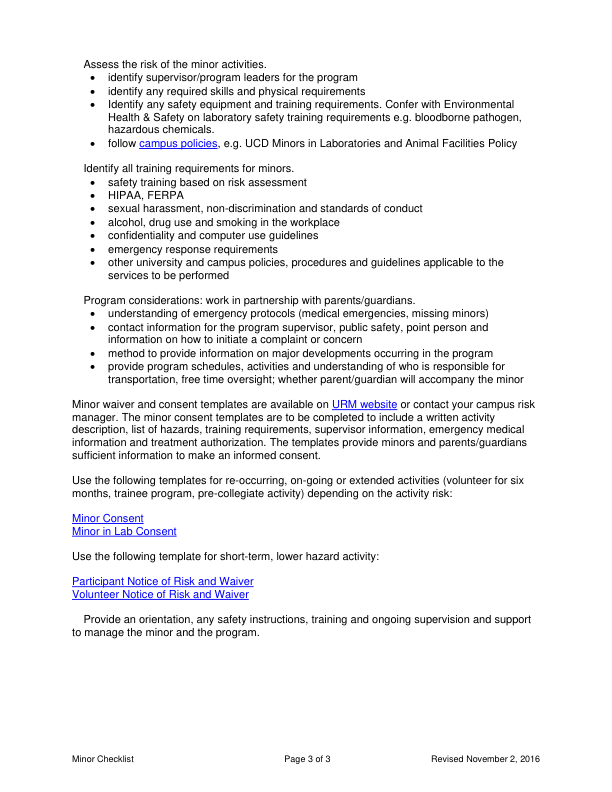 Assess the risk of the minor activities.
• identify supervisor/program leaders for the program
• identify any required skills and physical requirements
• Identify any safety equipment and training requirements. Confer with Environmental
Health & Safety on laboratory safety training requirements e.g. bloodborne pathogen,
hazardous chemicals.
• follow campus policies, e.g. UCD Minors in Laboratories and Animal Facilities Policy
Identify all training requirements for minors.
• safety training based on risk assessment
• HIPAA, FERPA
• sexual harassment, non-discrimination and standards of conduct
• alcohol, drug use and smoking in the workplace
• confidentiality and computer use guidelines
• emergency response requirements
• other university and campus policies, procedures and guidelines applicable to the
services to be performed
Program considerations: work in partnership with parents/guardians.
• understanding of emergency protocols (medical emergencies, missing minors)
• contact information for the program supervisor, public safety, point person and
information on how to initiate a complaint or concern
• method to provide information on major developments occurring in the program
• provide program schedules, activities and understanding of who is responsible for
transportation, free time oversight; whether parent/guardian will accompany the minor
Minor waiver and consent templates are available on URM website or contact your campus risk
manager. The minor consent templates are to be completed to include a written activity
description, list of hazards, training requirements, supervisor information, emergency medical
information and treatment authorization. The templates provide minors and parents/guardians
sufficient information to make an informed consent.
Use the following templates for re-occurring, on-going or extended activities (volunteer for six
months, trainee program, pre-collegiate activity) depending on the activity risk:
Minor Consent
Minor in Lab Consent
Use the following template for short-term, lower hazard activity:
Participant Notice of Risk and Waiver
Volunteer Notice of Risk and Waiver
Provide an orientation, any safety instructions, training and ongoing supervision and support
to manage the minor and the program.
Minor Checklist Page 3 of 3 Revised November 2, 2016